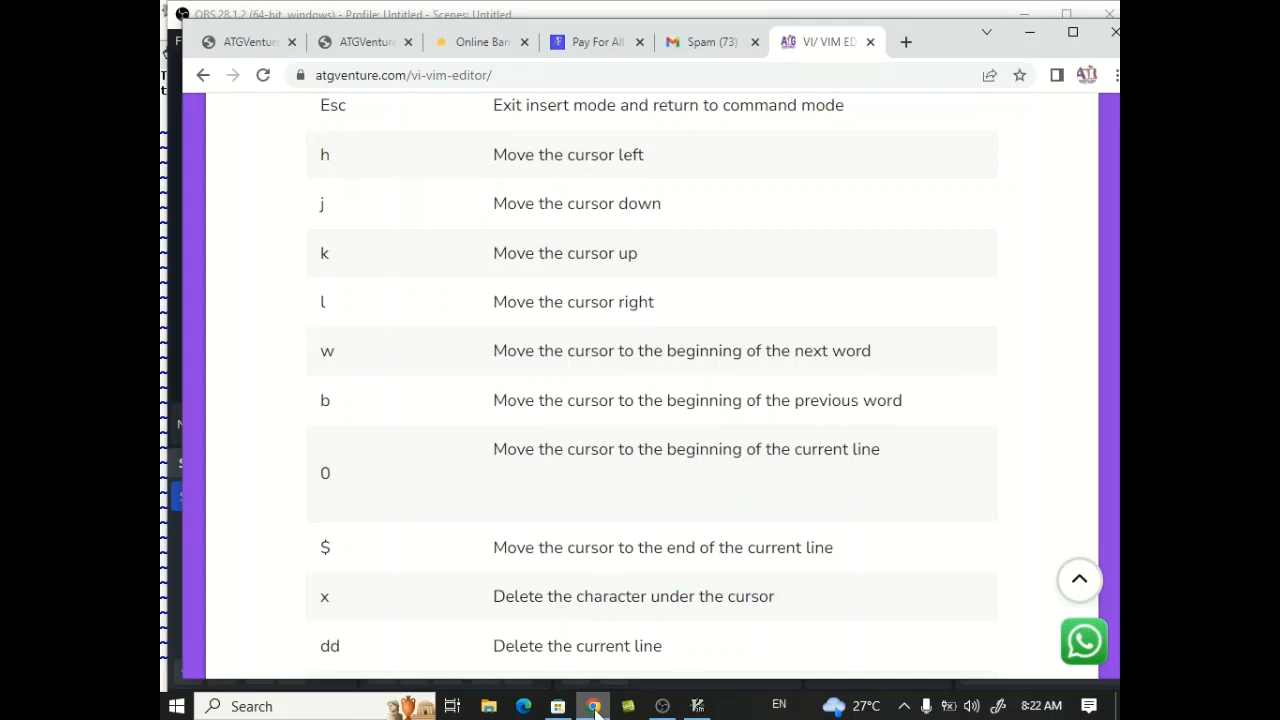 OBS 28.1.2 (64-bit, windows) - Profile: Untitled - Scenes: Untitled
ATGVentur
ATGVentur
Online Ban
Pay For All
Spam (73)
VI/ VIM ED
atgventure.com/vi-vim-editor/
Esc Exit insert mode and return to command mode
h Move the cursor left
j Move the cursor down
k Move the cursor up
l Move the cursor right
w Move the cursor to the beginning of the next word
b Move the cursor to the beginning of the previous word
0 Move the cursor to the beginning of the current line
$ Move the cursor to the end of the current line
x Delete the character under the cursor
dd Delete the current line
Search
EN
27°C
8:22 AM